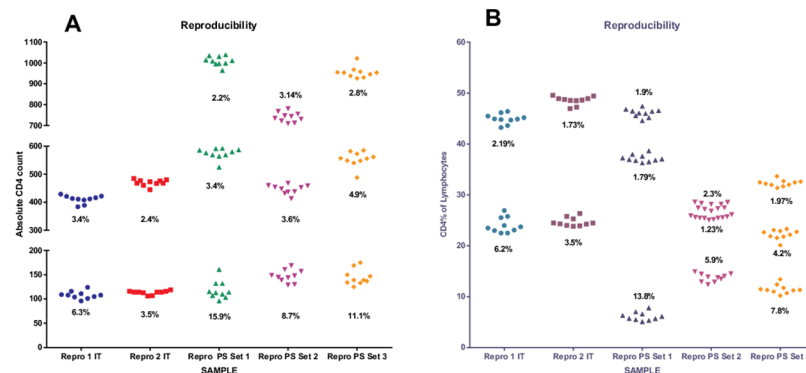 A
Reproducibility
Absolute CD4 count
1100
1000
900
800
700
600
500
400
300
200
150
100
50
0
2.2%
3.14%
2.8%
3.4%
2.4%
3.4%
3.6%
4.9%
6.3%
3.5%
15.9%
8.7%
11.1%
Repro 1 IT
Repro 2 IT
Repro PS Set 1
Repro PS Set 2
Repro PS Set 3
SAMPLE
B
Reproducibility
CD4% of Lymphocytes
60
50
40
30
20
10
0
2.19%
1.73%
1.9%
1.79%
2.3%
1.97%
6.2%
3.5%
1.23%
4.2%
13.8%
5.9%
7.8%
Repro 1 IT
Repro 2 IT
Repro PS Set 1
Repro PS Set 2
Repro PS Set
SAMPLE